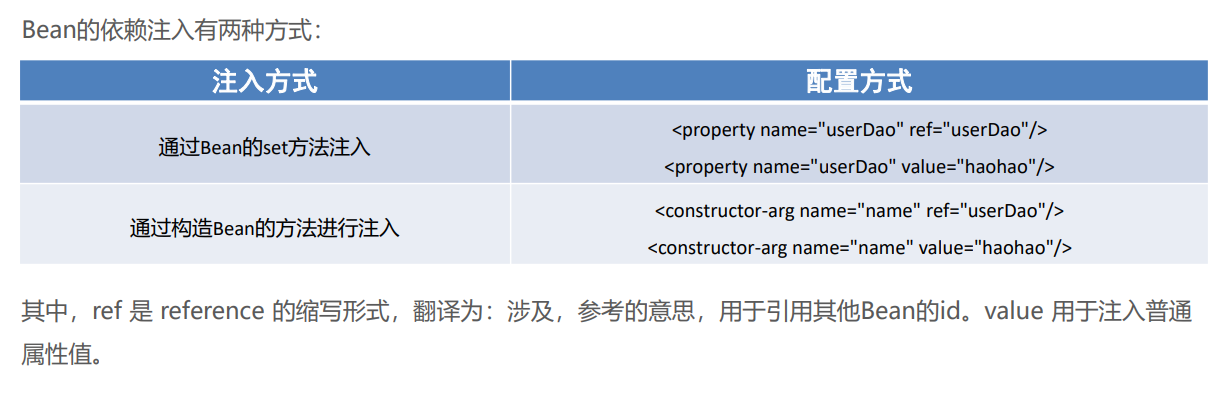 Bean的依赖注入有两种方式：
注入方式 配置方式
通过Bean的set方法注入
<property name="userDao" ref="userDao"/>
<property name="userDao" value="haohao"/>
通过构造Bean的方法进行注入
<constructor-arg name="name" ref="userDao"/>
<constructor-arg name="name" value="haohao"/>
其中，ref 是 reference 的缩写形式，翻译为：涉及，参考的意思，用于引用其他Bean的id。value 用于注入普通
属性值。